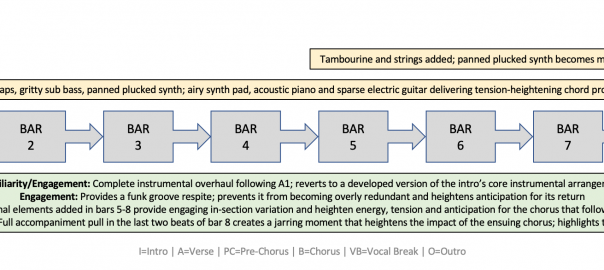 Tambourine and strings added; panned plucked synth becomes m
aps, gritty sub bass, panned plucked synth; airy synth pad, acoustic piano and sparse electric guitar delivering tension-heightening chord pro
BAR 2
BAR 3
BAR 4
BAR 5
BAR 6
BAR 7
iliarity/Engagement: Complete instrumental overhaul following A1; reverts to a developed version of the intro's core instrumental arrangem
Engagement: Provides a funk groove respite; prevents it from becoming overly redundant and heightens anticipation for its return
nal elements added in bars 5-8 provide engaging in-section variation and heighten energy, tension and anticipation for the chorus that follow
Full accompaniment pull in the last two beats of bar 8 creates a jarring moment that heightens the impact of the ensuing chorus; highlights t
I=Intro | A=Verse | PC=Pre-Chorus | B=Chorus | VB=Vocal Break | O=Outro